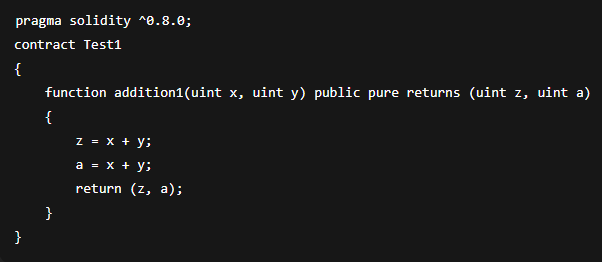 pragma solidity ^0.8.0;
contract Test1
{
function addition1(uint x, uint y) public pure returns (uint z, uint a)
{
z = x + y;
a = x + y;
return (z, a);
}
}